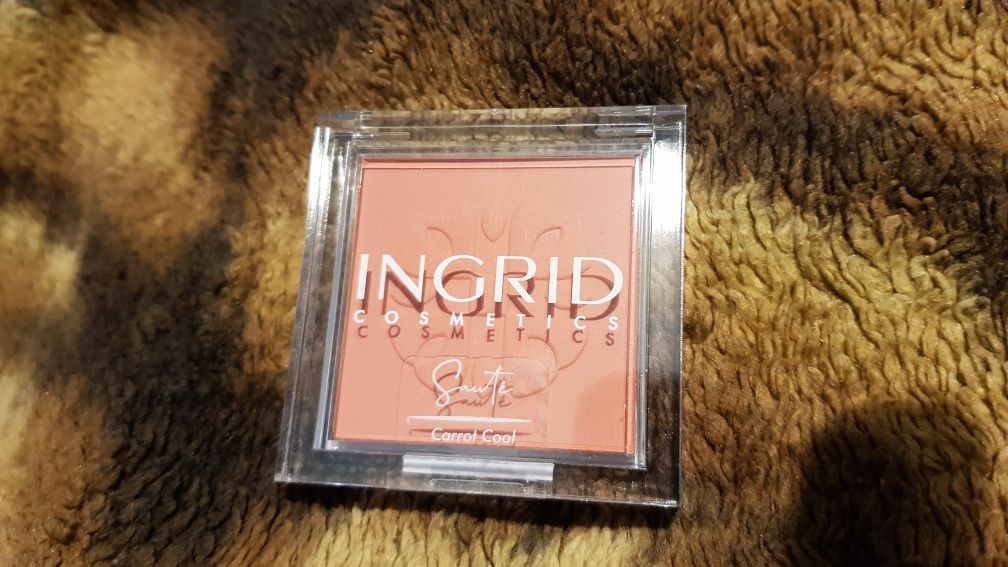 INGRID
COSMETICS
Sauté
Carrot Cool